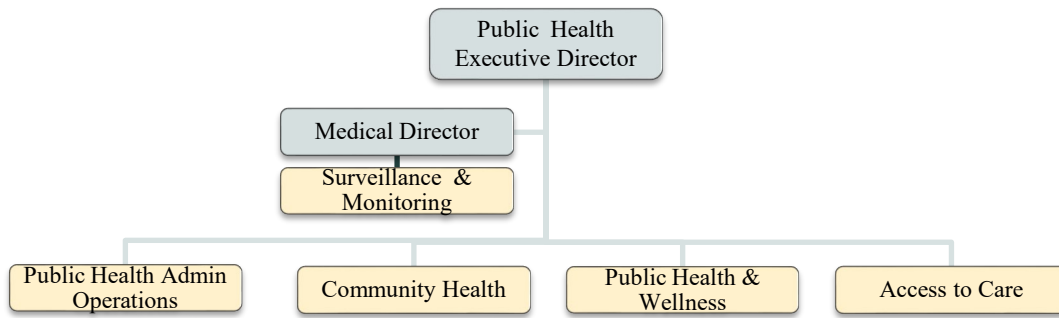 Public Health
Executive Director
Medical Director
Surveillance &
Monitoring
Public Health Admin
Operations
Community Health
Public Health &
Wellness
Access to Care